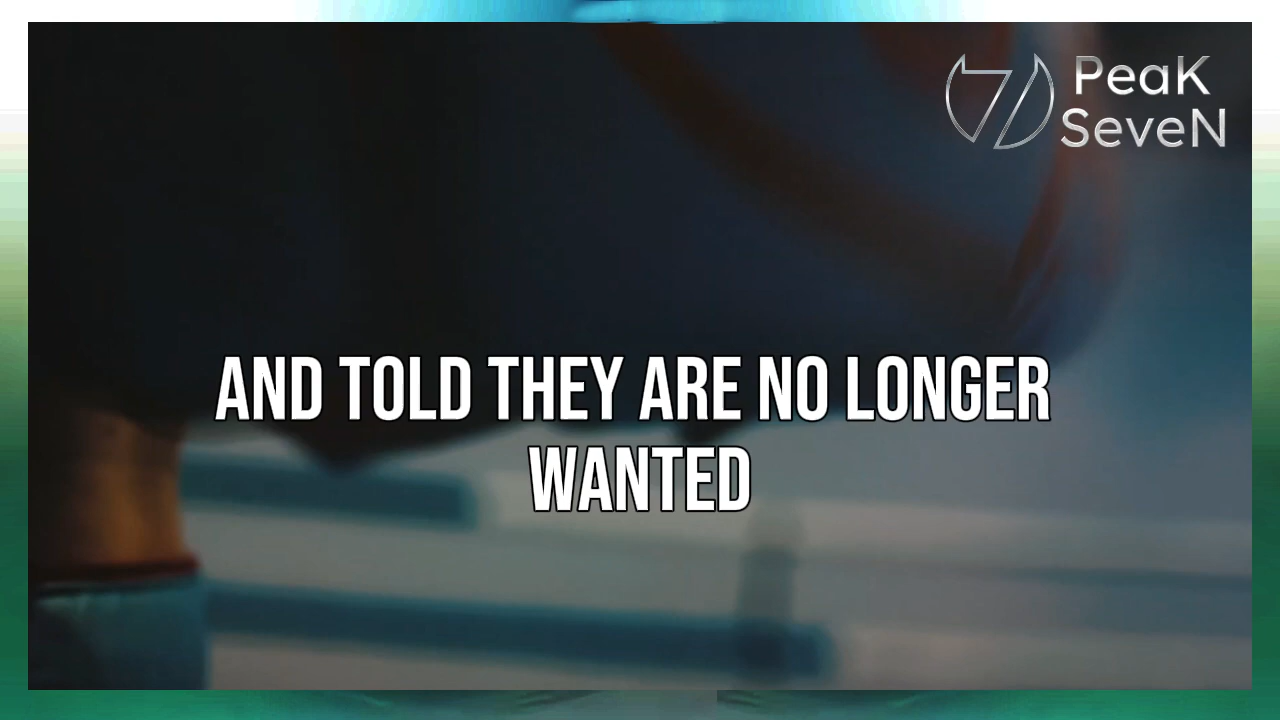 PeaK
SeveN
AND TOLD THEY ARE NO LONGER
WANTED